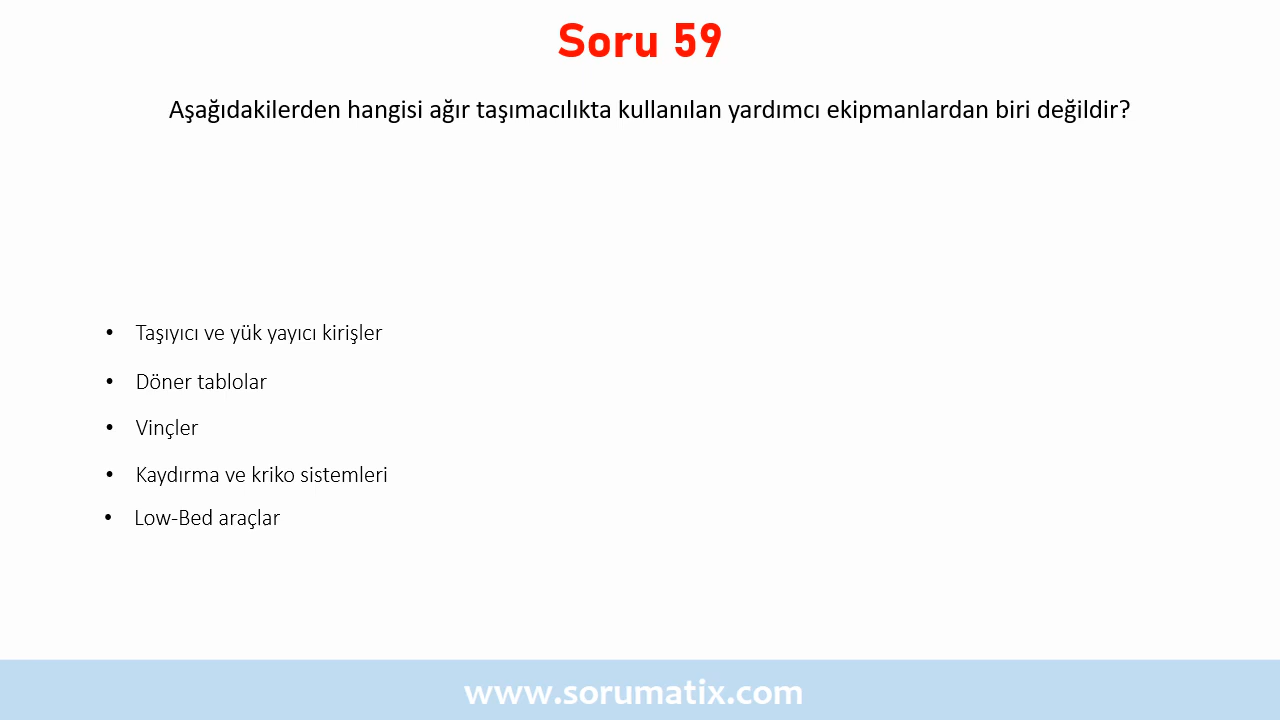 Soru 59
Aşağıdakilerden hangisi ağır taşımacılıkta kullanılan yardımcı ekipmanlardan biri değildir?
• Taşıyıcı ve yük yayıcı kirişler
• Döner tablolar
• Vinçler
• Kaydırma ve kriko sistemleri
• Low-Bed araçlar
www.sorumatix.com